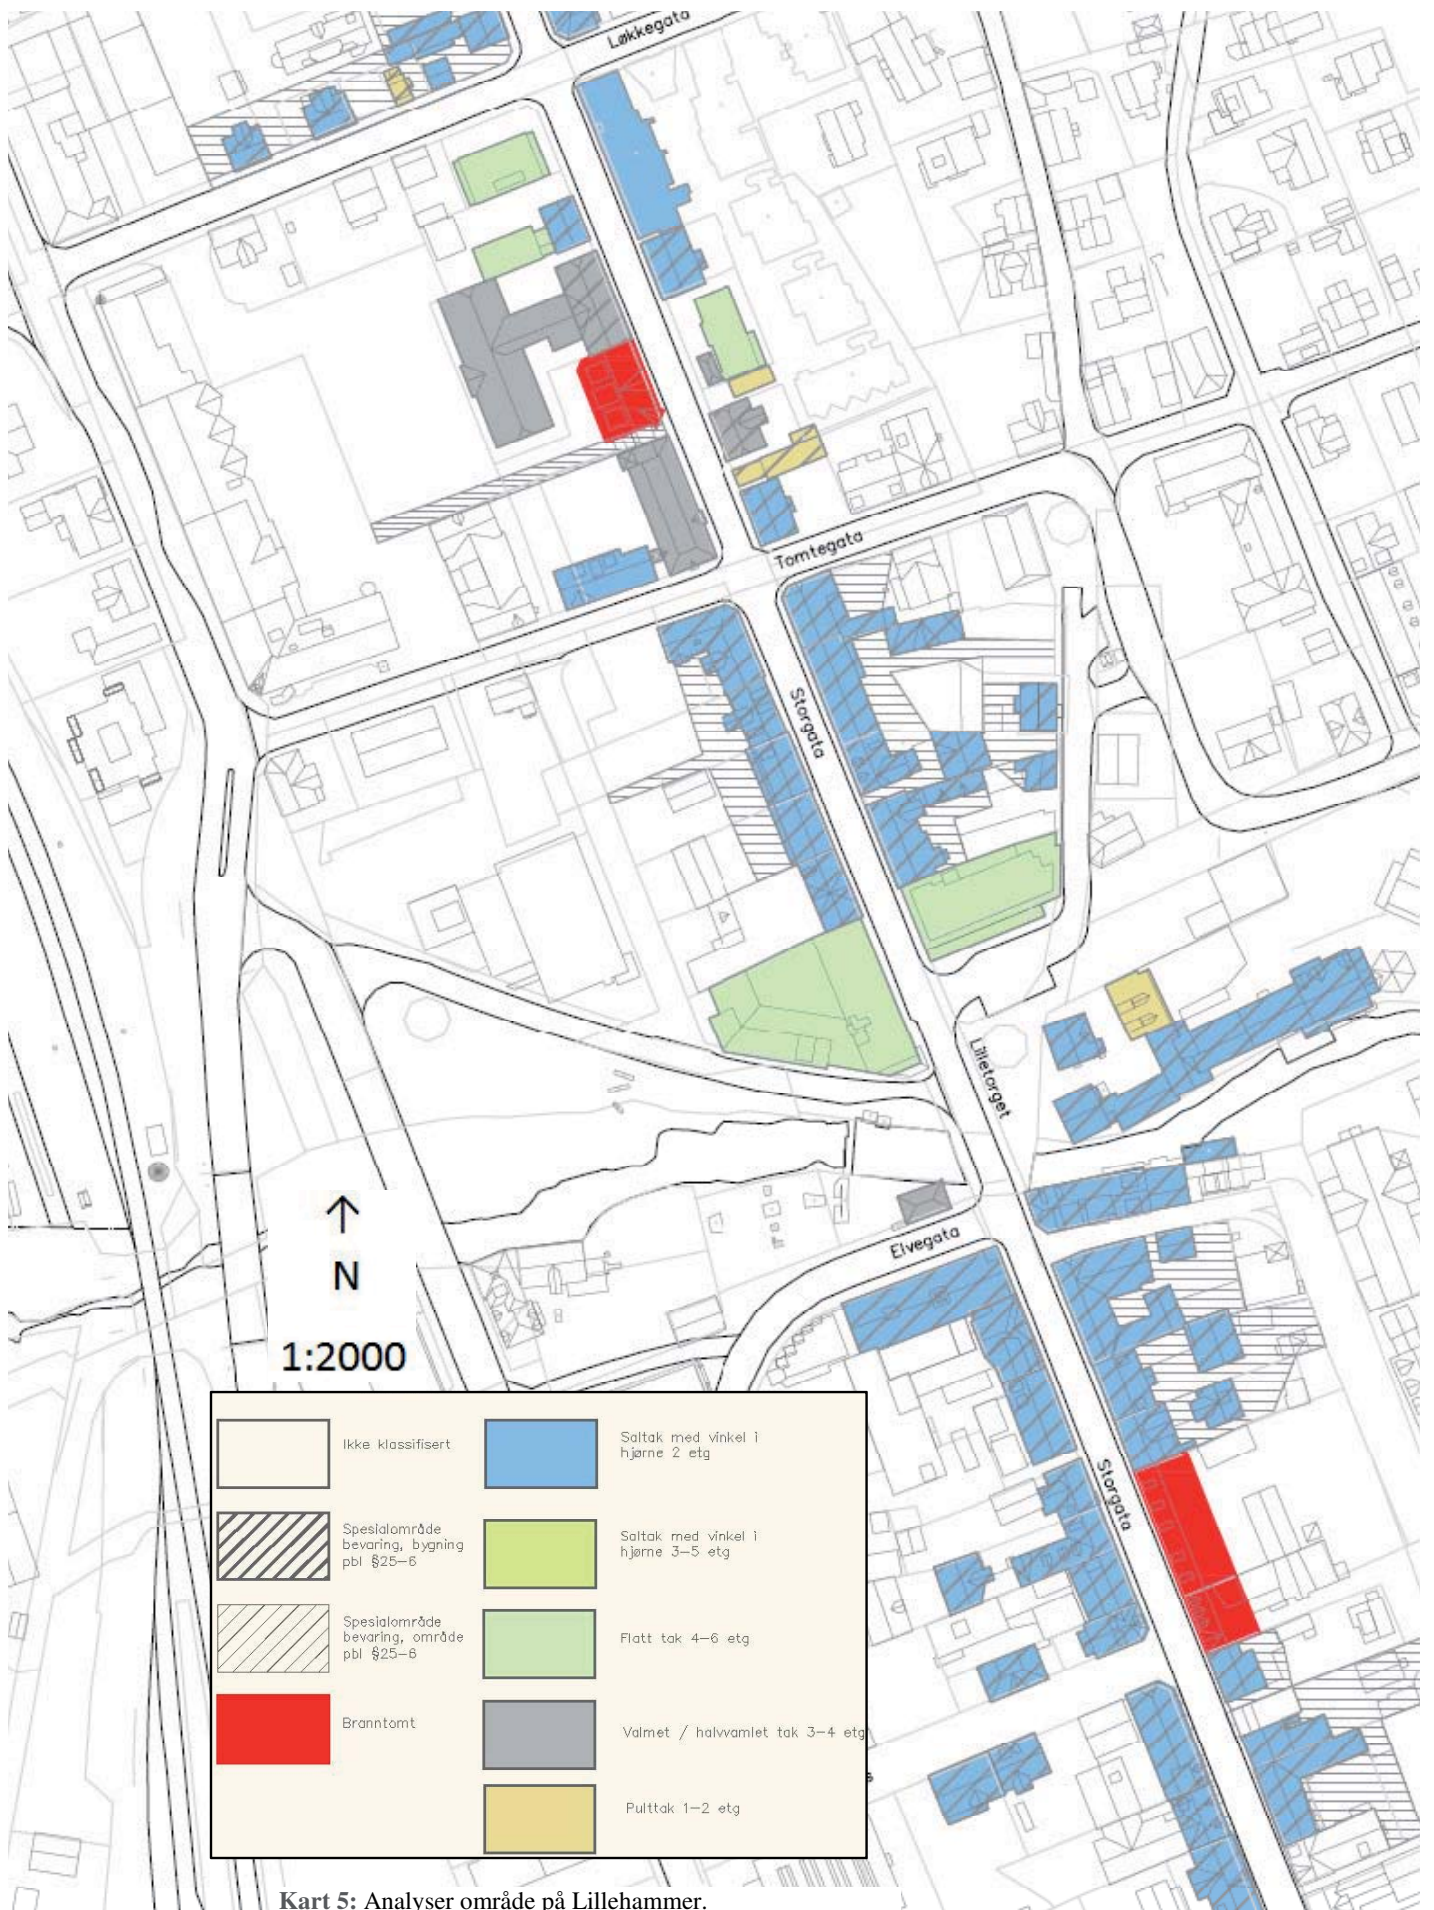 Løkkegata
Tomtegata
Storgata
Lilletorget
Elvegata
Storgata
N
1:2000
Ikke klassifisert
Spesialområde
bevaring, bygning
pbl §25-6
Spesialområde
bevaring, område
pbl §25-6
Branntomt
Saltak med vinkel i
hjørne 2 etg
Saltak med vinkel i
hjørne 3-5 etg
Flatt tak 4-6 etg
Valmet / halvvamlet tak 3-4 etg
Pulttak 1-2 etg
Kart 5: Analyser område på Lillehammer.